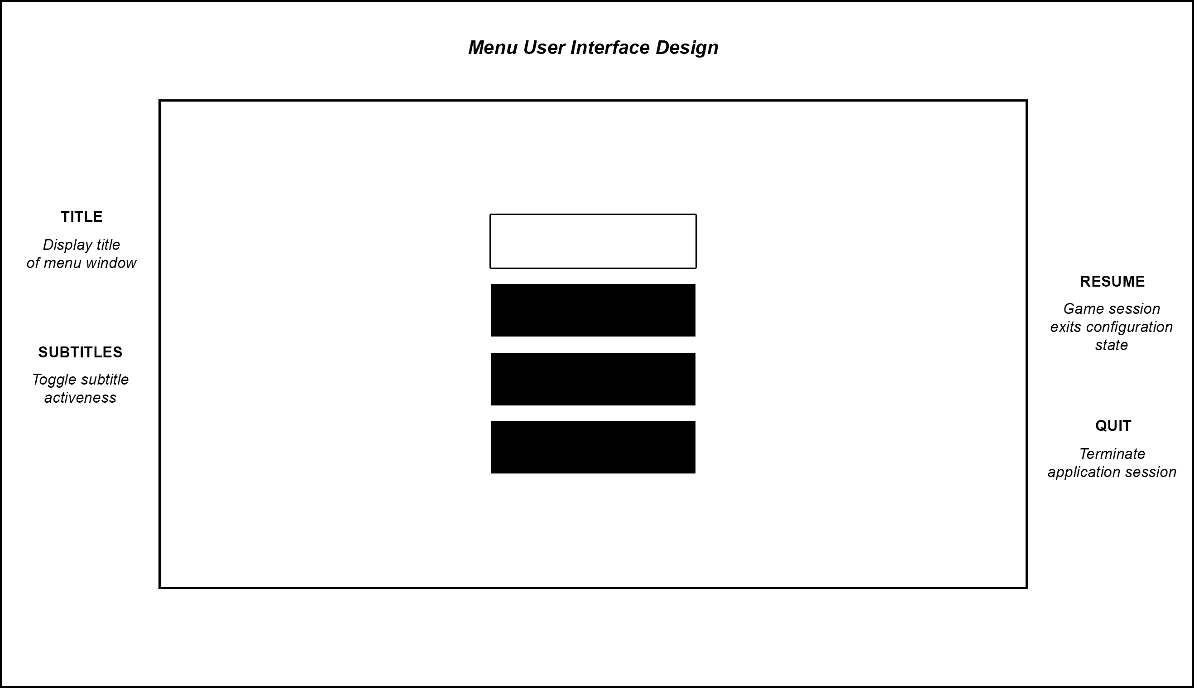 Menu User Interface Design
TITLE
Display title
of menu window
SUBTITLES
Toggle subtitle
activeness
RESUME
Game session
exits configuration
state
QUIT
Terminate
application session